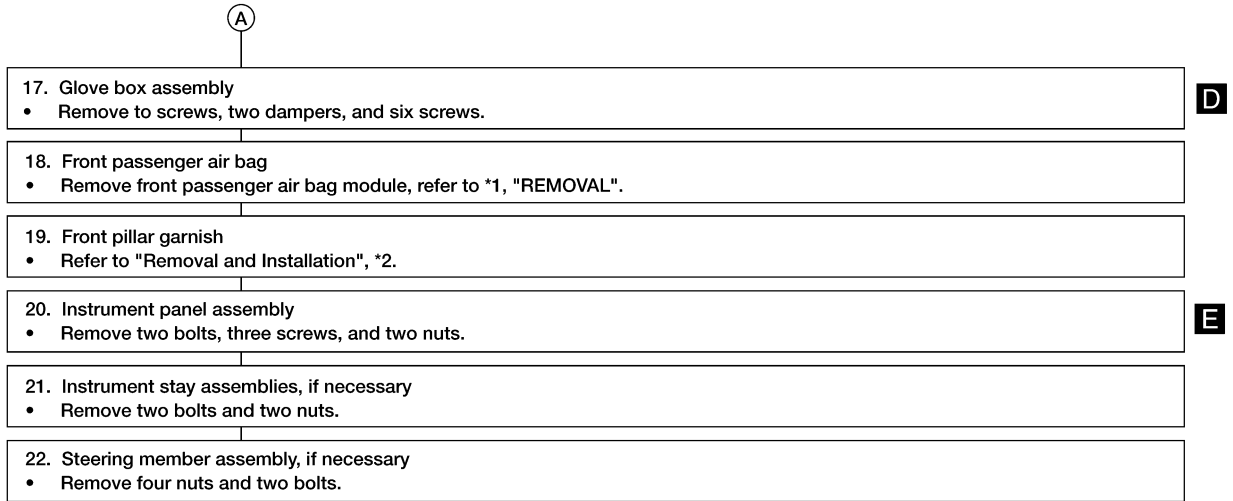 A
17. Glove box assembly
• Remove to screws, two dampers, and six screws.
D
18. Front passenger air bag
• Remove front passenger air bag module, refer to *1, "REMOVAL".
19. Front pillar garnish
• Refer to "Removal and Installation", *2.
20. Instrument panel assembly
• Remove two bolts, three screws, and two nuts.
E
21. Instrument stay assemblies, if necessary
• Remove two bolts and two nuts.
22. Steering member assembly, if necessary
• Remove four nuts and two bolts.